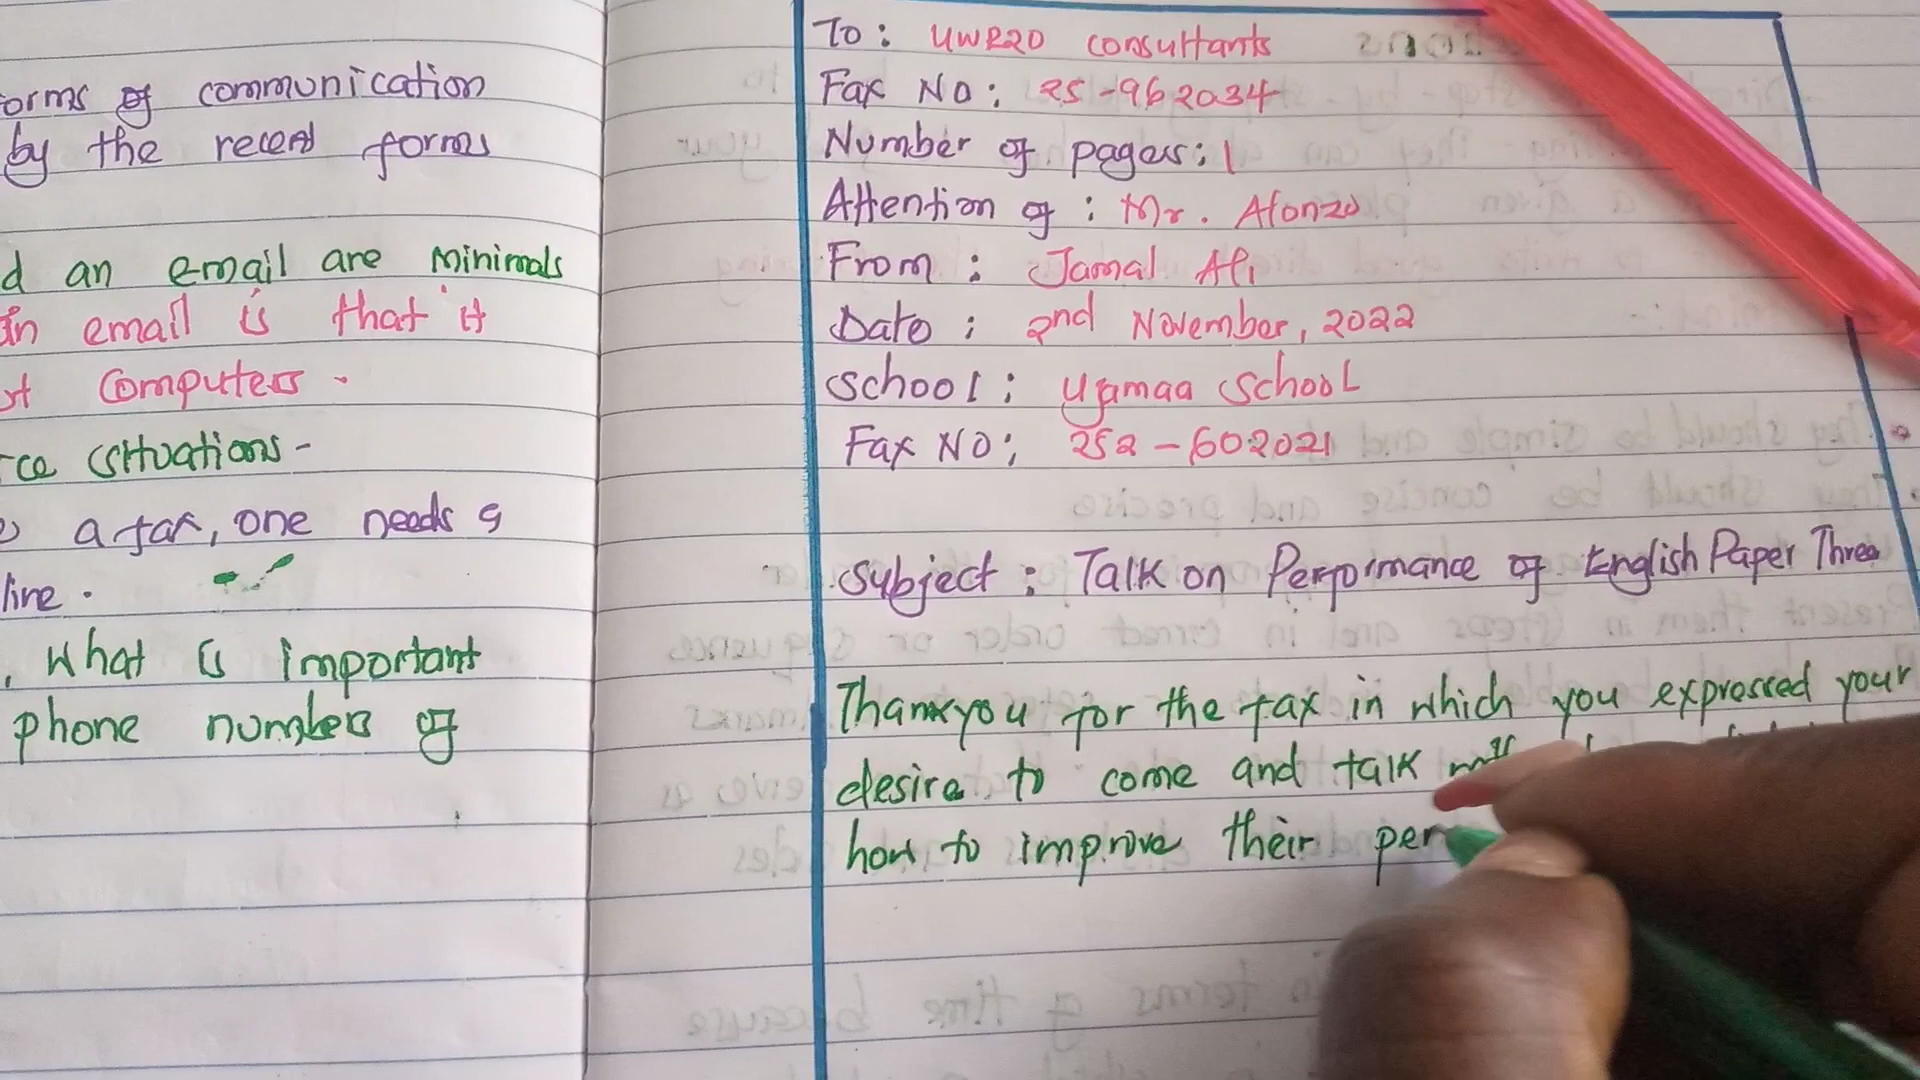 orms of communication
by the recent forms
d an email are minimals
in email is that it
st Computers .
ce situations -
a fax, one needs a
line .
, what is important
phone numbers of
To : UWEZO consultants
Fax NO : 25-962034
Number of pages : 1
Attention of : Mr. Alonzo
From : Jamal Ali
Date : 2nd November, 2022
School : Ujamaa School
Fax NO : 252-602021
Subject : Talk on Performance of English Paper Three
Thankyou for the fax in which you expressed your
desire to come and talk
how to improve their per